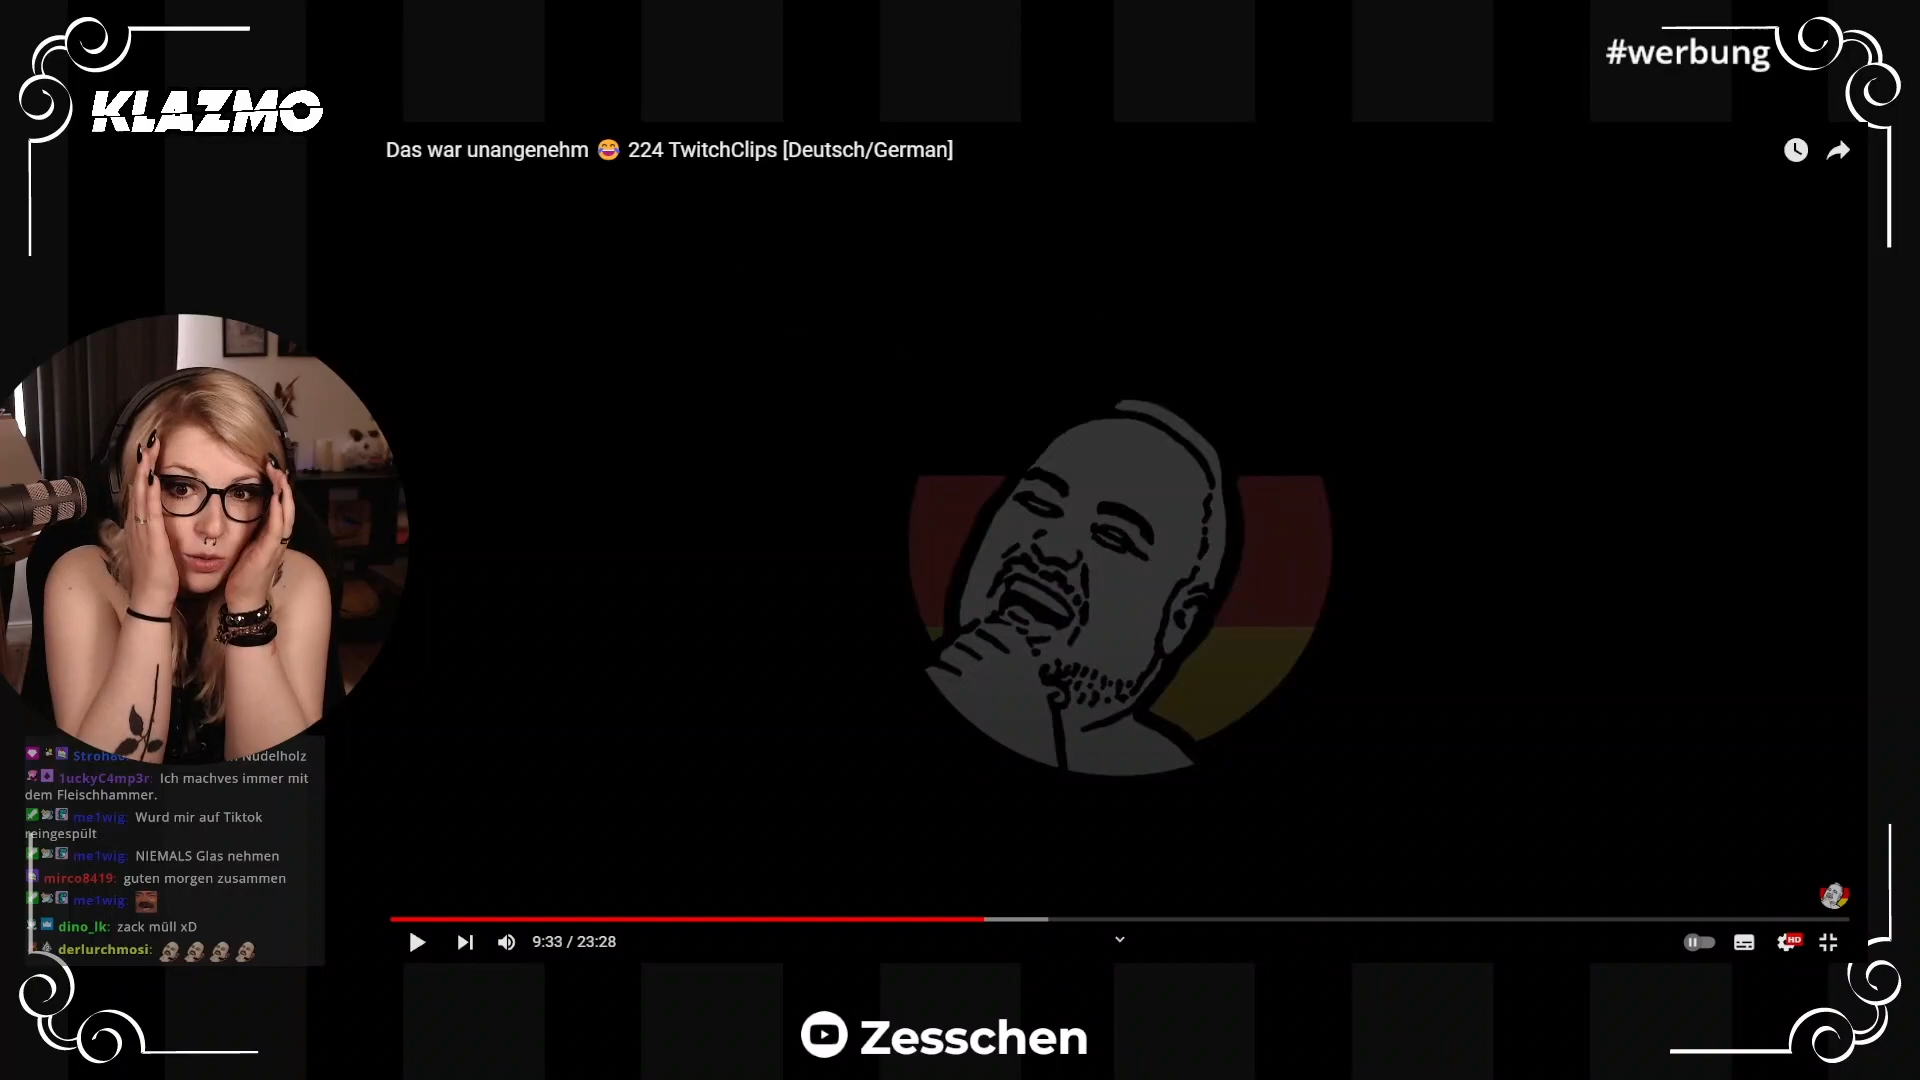 #werbung
KLAZMO
Das war unangenehm 😂 224 TwitchClips [Deutsch/German]
Nudelholz
1uckyC4mp3r: Ich machves immer mit
dem Fleischhammer.
me1wig: Wurd mir auf Tiktok
reingespült
me1wig: NIEMALS Glas nehmen
mirco8419: guten morgen zusammen
me1wig:
dino_lk: zack müll xD
derlurchmosi:
9:33 / 23:28
HD
Zesschen